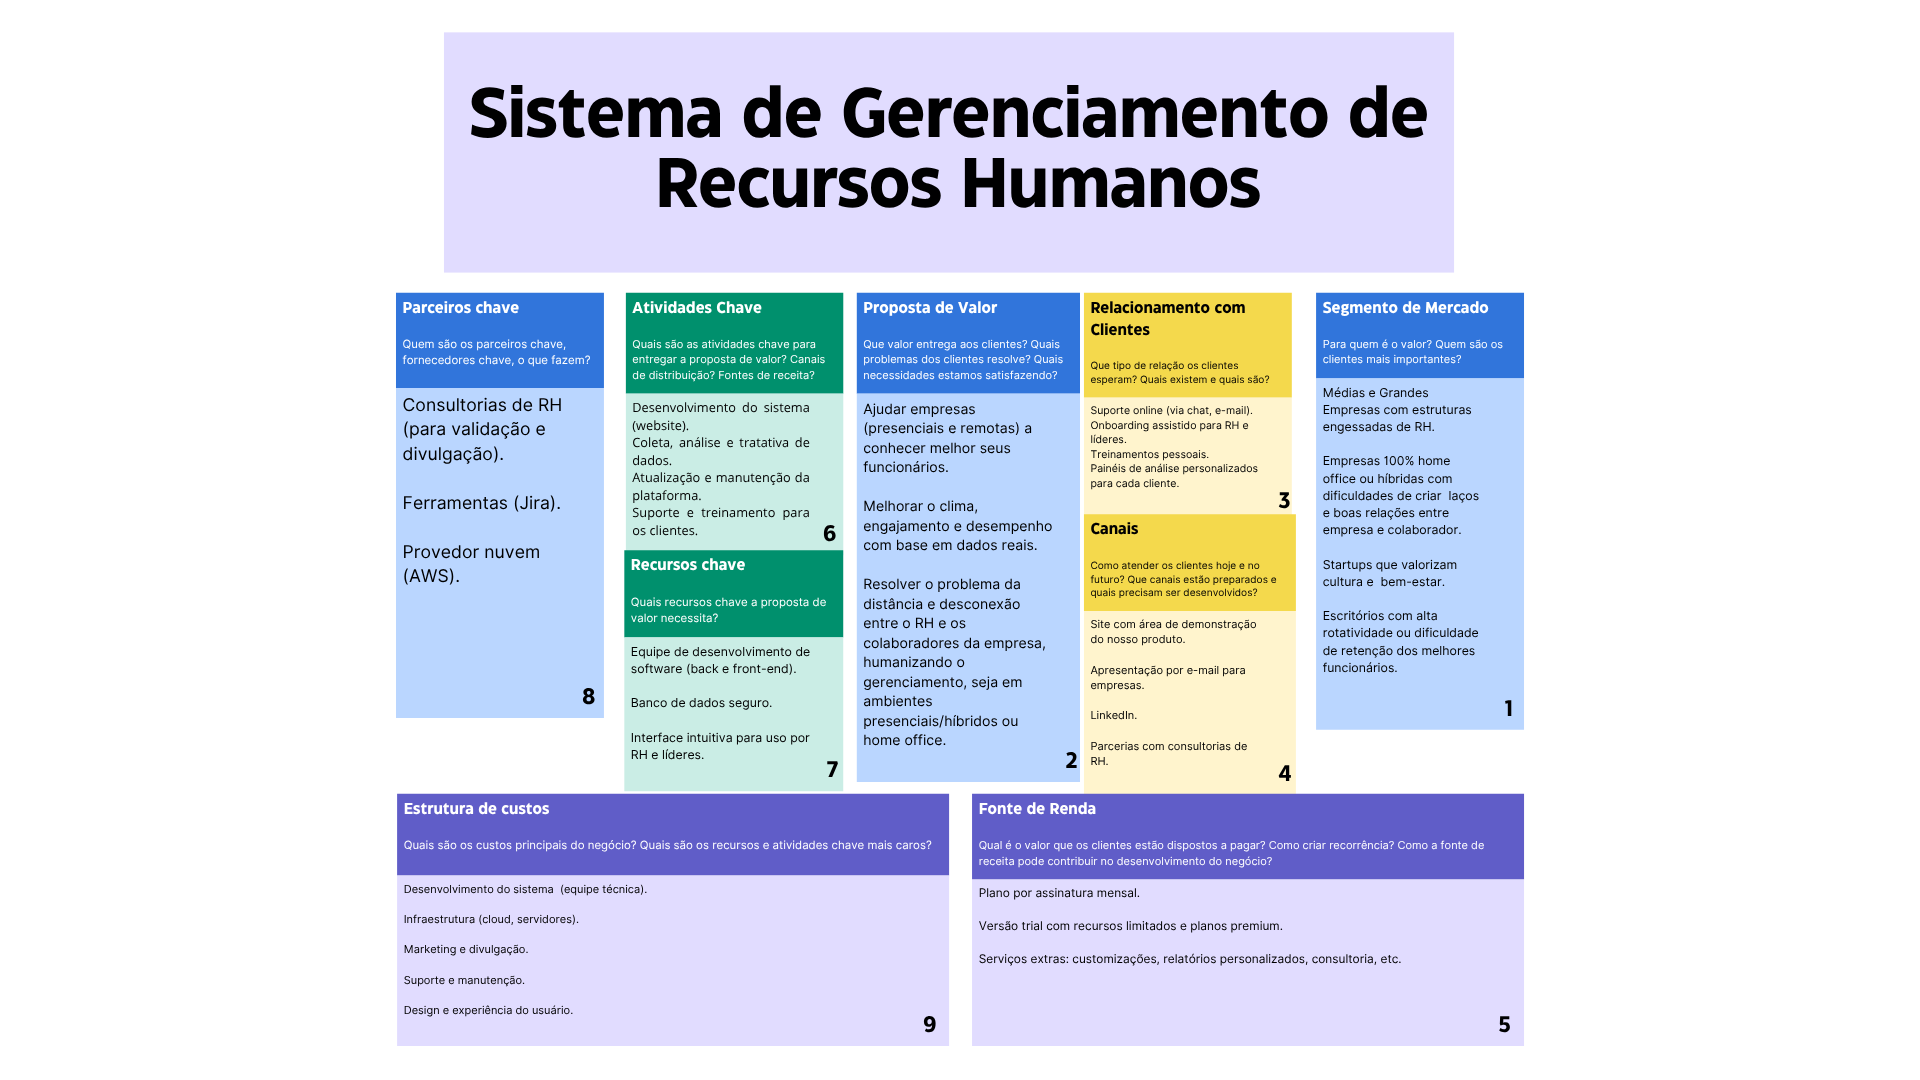 Sistema de Gerenciamento de
Recursos Humanos
Parceiros chave
Quem são os parceiros chave,
fornecedores chave, o que fazem?
Consultorias de RH
(para validação e
divulgação).
Ferramentas (Jira).
Provedor nuvem
(AWS).
8
Atividades Chave
Quais são as atividades chave para
entregar a proposta de valor? Canais
de distribuição? Fontes de receita?
Desenvolvimento do sistema
(website).
Coleta, análise e tratativa de
dados.
Atualização e manutenção da
plataforma.
Suporte e treinamento para
os clientes.
6
Recursos chave
Quais recursos chave a proposta de
valor necessita?
Equipe de desenvolvimento de
software (back e front-end).
Banco de dados seguro.
Interface intuitiva para uso por
RH e líderes.
7
Proposta de Valor
Que valor entrega aos clientes? Quais
problemas dos clientes resolve? Quais
necessidades estamos satisfazendo?
Ajudar empresas
(presenciais e remotas) a
conhecer melhor seus
funcionários.
Melhorar o clima,
engajamento e desempenho
com base em dados reais.
Resolver o problema da
distância e desconexão
entre o RH e os
colaboradores da empresa,
humanizando o
gerenciamento, seja em
ambientes
presenciais/híbridos ou
home office.
2
Relacionamento com
Clientes
Que tipo de relação os clientes
esperam? Quais existem e quais são?
Suporte online (via chat, e-mail).
Onboarding assistido para RH e
líderes.
Treinamentos pessoais.
Painéis de análise personalizados
para cada cliente.
3
Canais
Como atender os clientes hoje e no
futuro? Que canais estão preparados e
quais precisam ser desenvolvidos?
Site com área de demonstração
do nosso produto.
Apresentação por e-mail para
empresas.
LinkedIn.
Parcerias com consultorias de
RH.
4
Segmento de Mercado
Para quem é o valor? Quem são os
clientes mais importantes?
Médias e Grandes
Empresas com estruturas
engessadas de RH.
Empresas 100% home
office ou híbridas com
dificuldades de criar  laços
e boas relações entre
empresa e colaborador.
Startups que valorizam
cultura e  bem-estar.
Escritórios com alta
rotatividade ou dificuldade
de retenção dos melhores
funcionários.
1
Estrutura de custos
Quais são os custos principais do negócio? Quais são os recursos e atividades chave mais caros?
Desenvolvimento do sistema  (equipe técnica).
Infraestrutura (cloud, servidores).
Marketing e divulgação.
Suporte e manutenção.
Design e experiência do usuário.
9
Fonte de Renda
Qual é o valor que os clientes estão dispostos a pagar? Como criar recorrência? Como a fonte de
receita pode contribuir no desenvolvimento do negócio?
Plano por assinatura mensal.
Versão trial com recursos limitados e planos premium.
Serviços extras: customizações, relatórios personalizados, consultoria, etc.
5